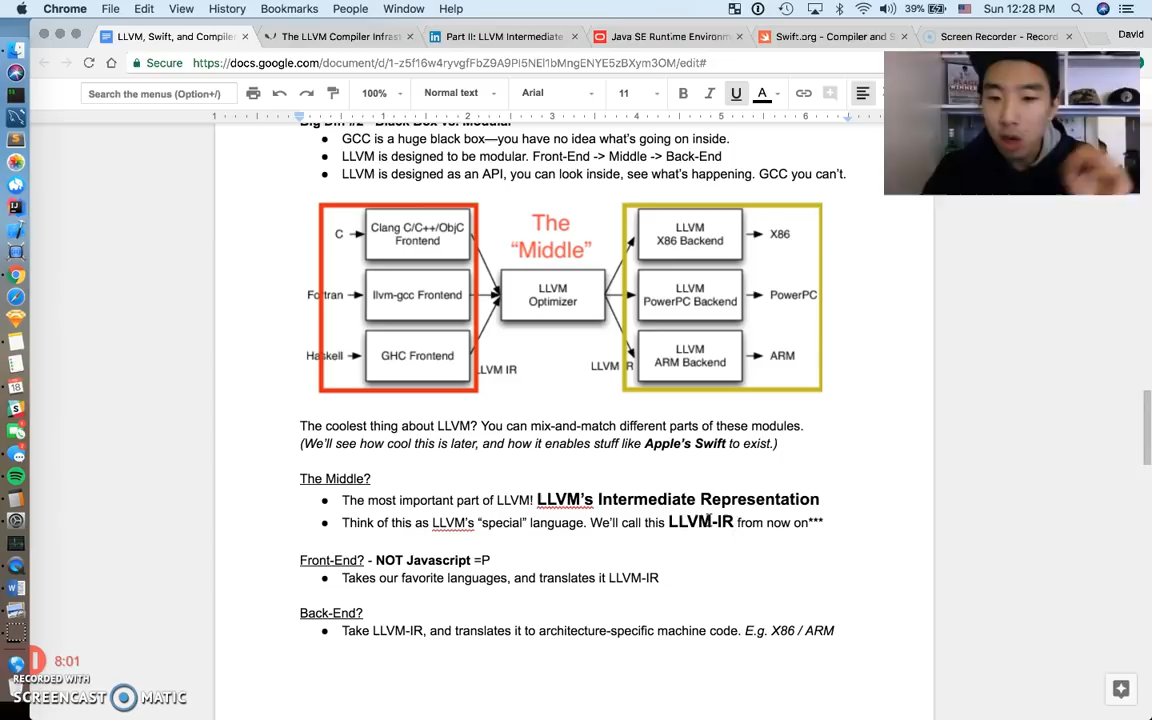 Chrome File Edit View History Bookmarks People Window Help 39% Sun 12:28 PM
LLVM, Swift, and Compiler The LLVM Compiler Infrast Part II: LLVM Intermediate Java SE Runtime Environm Swift.org - Compiler and S Screen Recorder - Record David
Secure https://docs.google.com/document/d/1-z5f16w4ryvgfFbZ9A9PI5NEl1bMngENYE5zBXym3OM/edit#
Search the menus (Option+/) 100% Normal text Arial 11 B I U A
1 1 2 3 4 5 6
GCC is a huge black box—you have no idea what's going on inside.
LLVM is designed to be modular. Front-End -> Middle -> Back-End
LLVM is designed as an API, you can look inside, see what's happening. GCC you can't.
The
"Middle"
C
Clang C/C++/ObjC
Frontend
LLVM
X86 Backend
X86
Fortran
llvm-gcc Frontend
LLVM
Optimizer
LLVM
PowerPC Backend
PowerPC
Haskell
GHC Frontend
LLVM IR
LLVM IR
LLVM
ARM Backend
ARM
The coolest thing about LLVM? You can mix-and-match different parts of these modules.
(We'll see how cool this is later, and how it enables stuff like Apple's Swift to exist.)
The Middle?
The most important part of LLVM! LLVM's Intermediate Representation
Think of this as LLVM's "special" language. We'll call this LLVM-IR from now on***
Front-End? - NOT Javascript =P
Takes our favorite languages, and translates it LLVM-IR
Back-End?
Take LLVM-IR, and translates it to architecture-specific machine code. E.g. X86 / ARM
8:01
RECORDED WITH
SCREENCAST MATIC